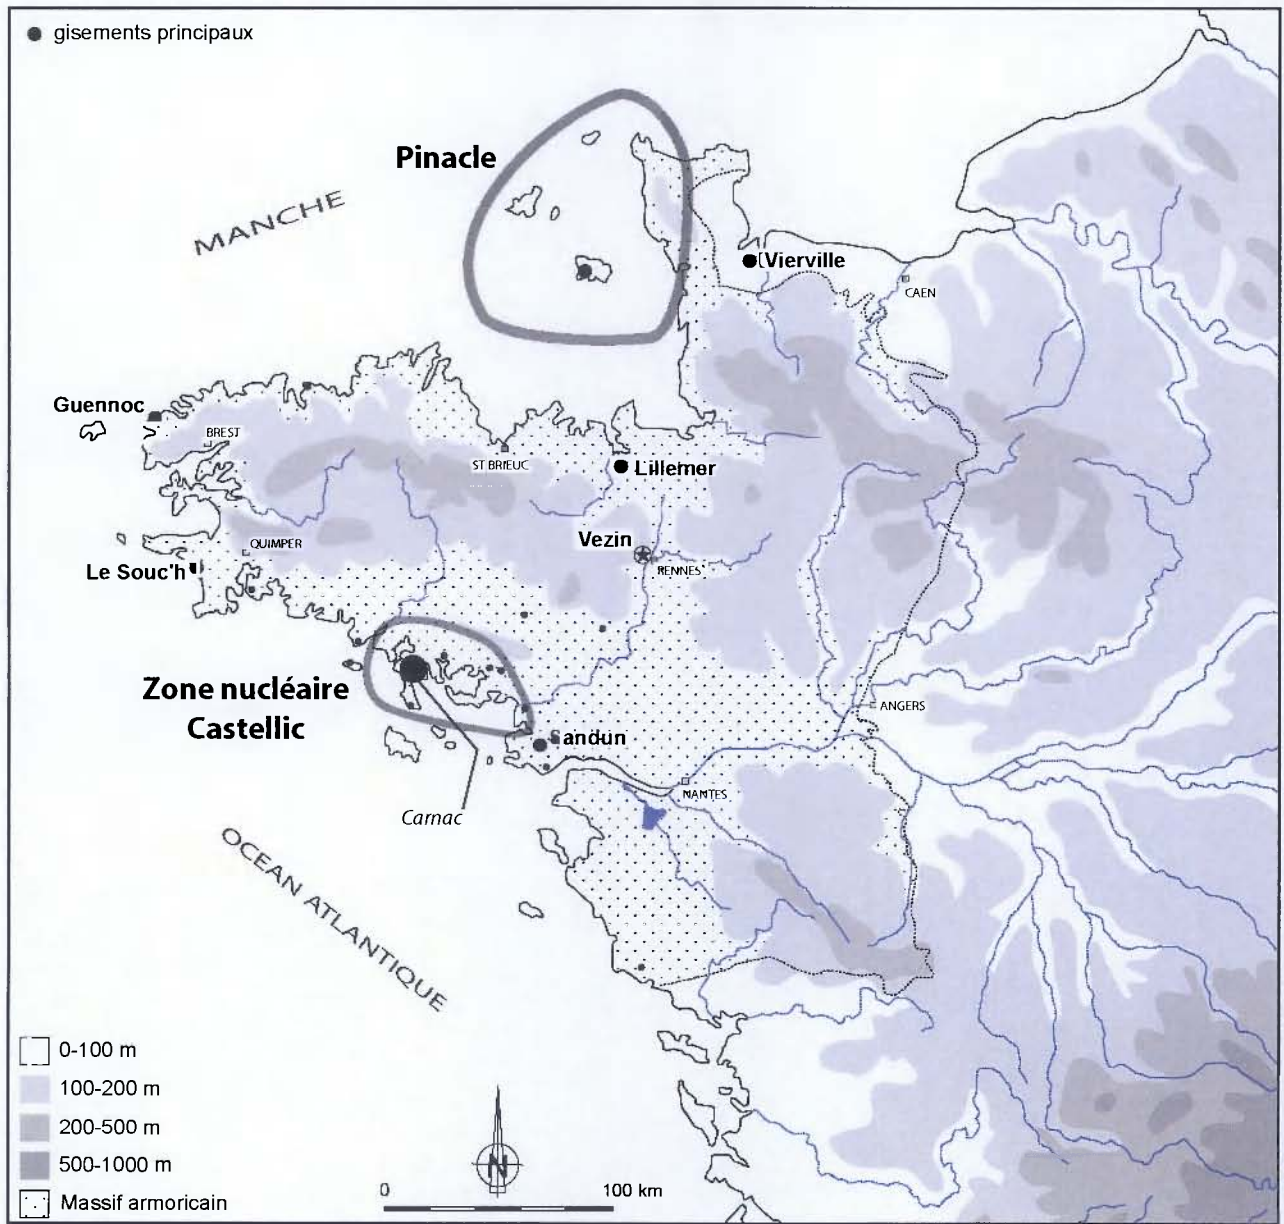 gisements principaux
Pinacle
MANCHE
Vierville
CAEN
Guennoc
BREST
ST BRIEUC
Lillemer
Vezin
RENNES
QUIMPER
Le Souc'h
Zone nucléaire
Castellic
ANGERS
Sandun
NANTES
Carnac
OCEAN ATLANTIQUE
0-100 m
100-200 m
200-500 m
500-1000 m
Massif armoricain
N
0 100 km